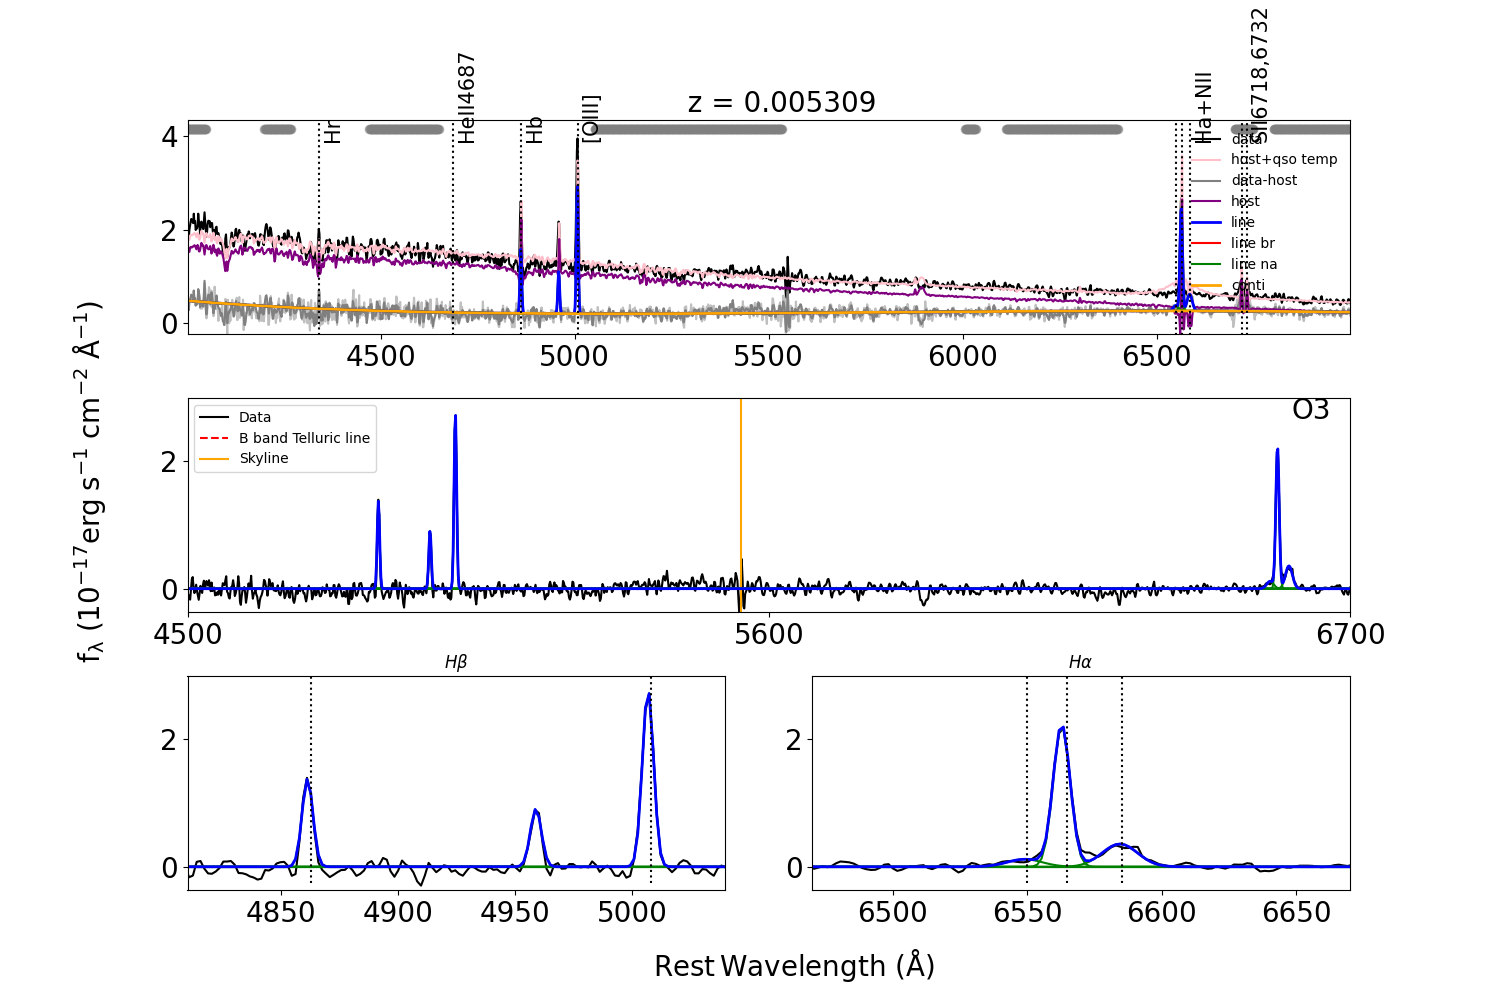 z = 0.005309
Hr
HeII4687
Hb
[OIII]
Ha+NII
SII6718,6732
data
host+qso temp
data-host
host
line
line br
line na
conti
4
2
0
4500 5000 5500 6000 6500
fλ (10⁻¹⁷erg s⁻¹ cm⁻² Å⁻¹)
O3
Data
B band Telluric line
Skyline
2
0
4500 5600 6700
Hβ
2
0
4850 4900 4950 5000
Hα
2
0
6500 6550 6600 6650
Rest Wavelength (Å)